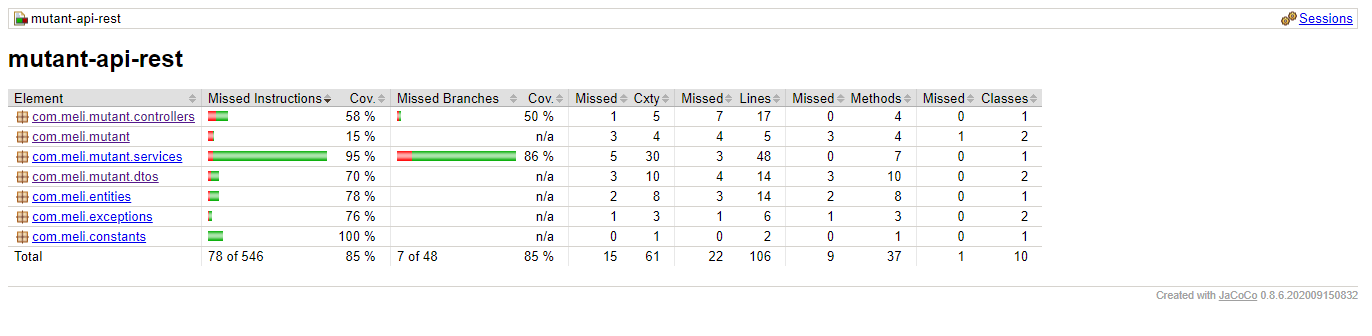 mutant-api-rest Sessions
mutant-api-rest
Element Missed Instructions Cov. Missed Branches Cov. Missed Cxty Missed Lines Missed Methods Missed Classes
com.meli.mutant.controllers 58 % 50 % 1 5 7 17 0 4 0 1
com.meli.mutant 15 % n/a 3 4 4 5 3 4 1 2
com.meli.mutant.services 95 % 86 % 5 30 3 48 0 7 0 1
com.meli.mutant.dtos 70 % n/a 3 10 4 14 3 10 0 2
com.meli.entities 78 % n/a 2 8 3 14 2 8 0 1
com.meli.exceptions 76 % n/a 1 3 1 6 1 3 0 2
com.meli.constants 100 % n/a 0 1 0 2 0 1 0 1
Total 78 of 546 85 % 7 of 48 85 % 15 61 22 106 9 37 1 10
Created with JaCoCo 0.8.6.202009150832